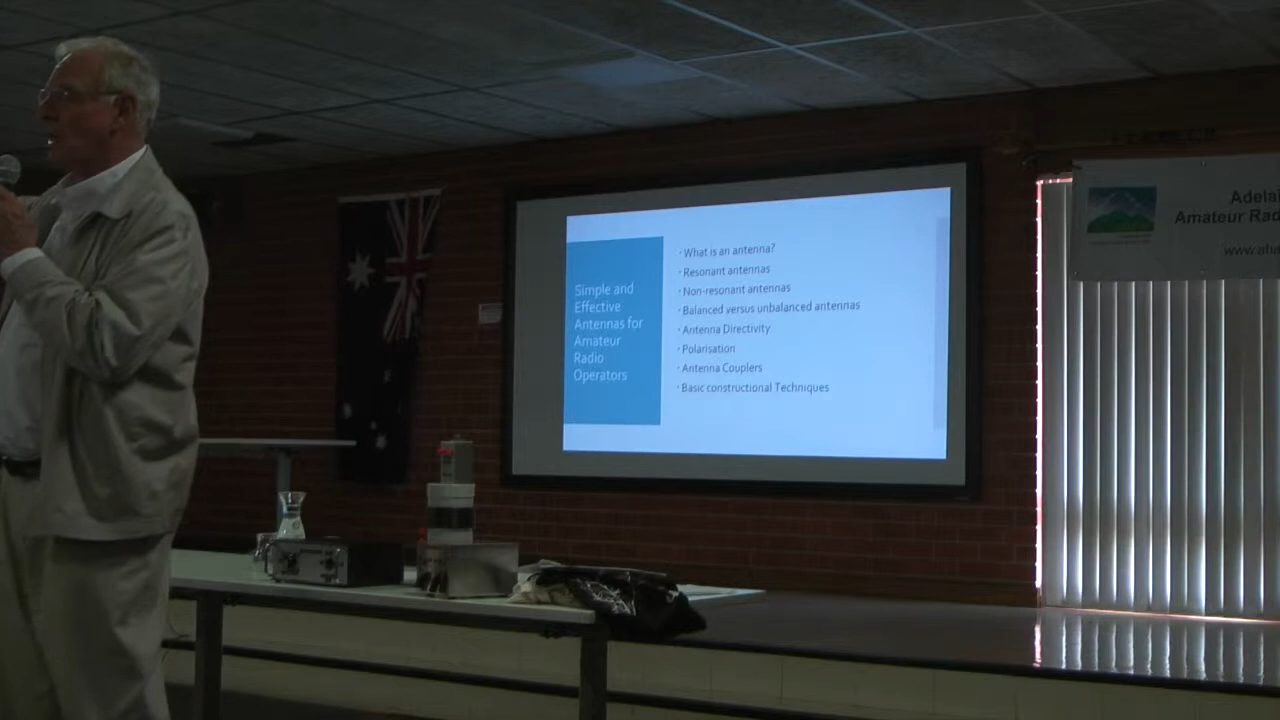 Simple and
Effective
Antennas for
Amateur
Radio
Operators
· What is an antenna?
· Resonant antennas
· Non-resonant antennas
· Balanced versus unbalanced antennas
· Antenna Directivity
· Polarisation
· Antenna Couplers
· Basic constructional Techniques
Adela
Amateur Rad